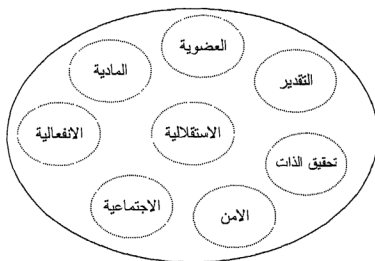 العضوية
المادية
التقدير
الانفعالية
الاستقلالية
تحقيق الذات
الاجتماعية
الامن